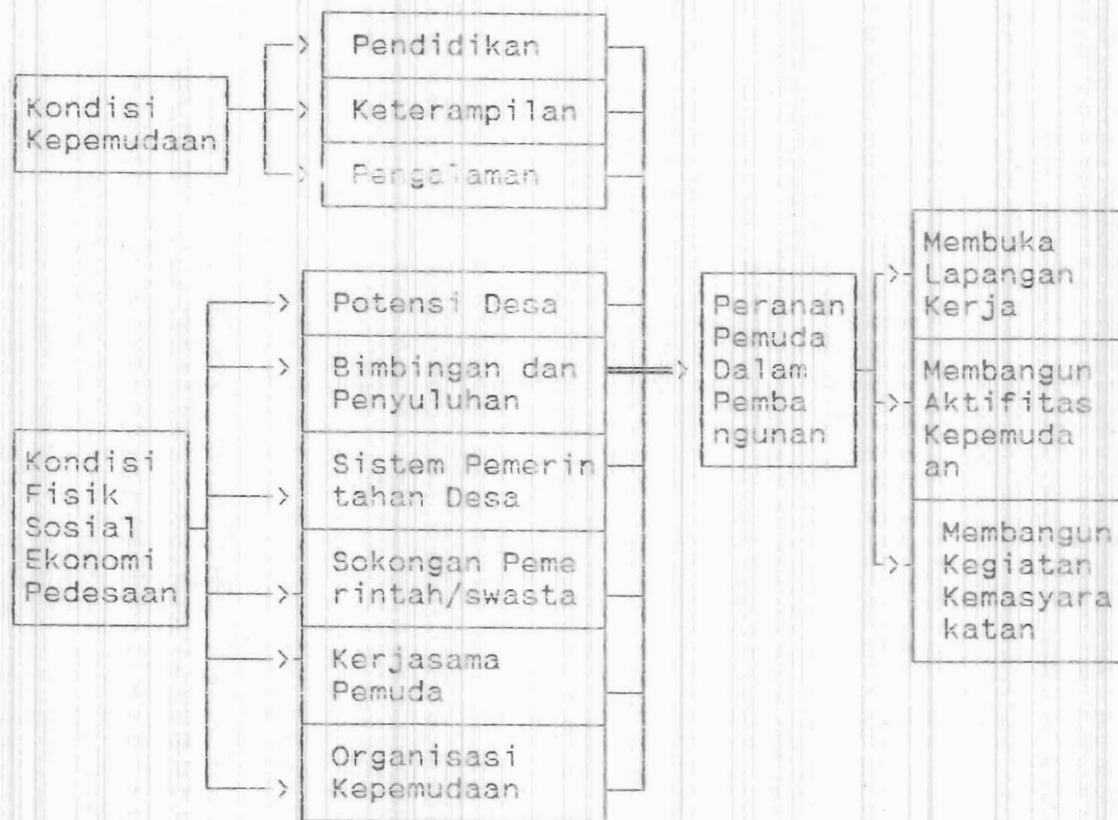 Kondisi
Kepemudaan
Pendidikan
Keterampilan
Pengalaman
Kondisi
Fisik
Sosial
Ekonomi
Pedesaan
Potensi Desa
Bimbingan dan
Penyuluhan
Sistem Pemerin
tahan Desa
Sokongan Peme
rintah/swasta
Kerjasama
Pemuda
Organisasi
Kepemudaan
Peranan
Pemuda
Dalam
Pemba
ngunan
Membuka
Lapangan
Kerja
Membangun
Aktifitas
Kepemuda
an
Membangun
Kegiatan
Kemasyara
katan